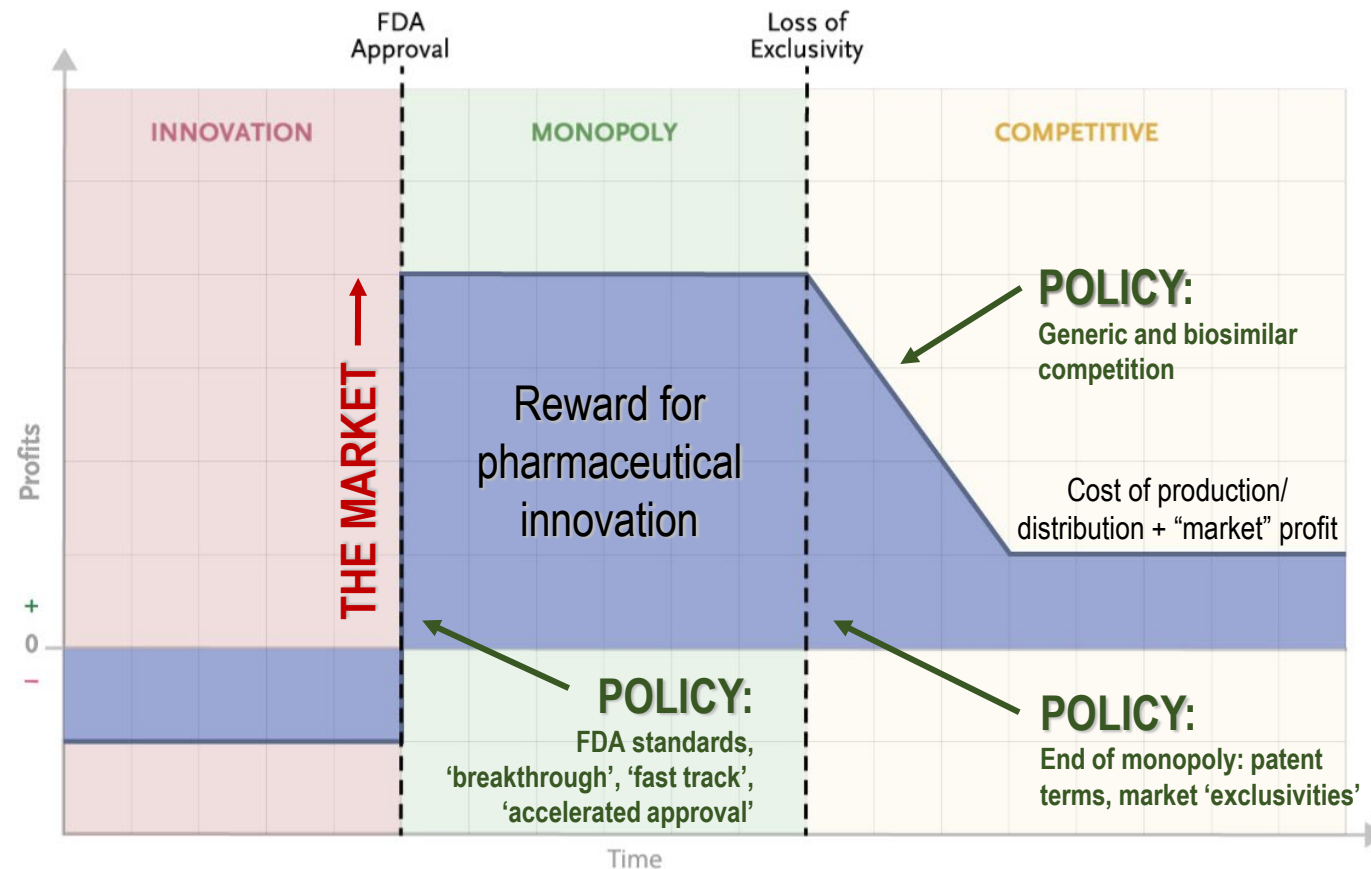 FDA
Approval
Loss of
Exclusivity
INNOVATION
MONOPOLY
COMPETITIVE
THE MARKET
POLICY:
Generic and biosimilar
competition
Reward for
pharmaceutical
innovation
Cost of production/
distribution + “market” profit
Profits
+
0
–
POLICY:
FDA standards,
‘breakthrough’, ‘fast track’,
‘accelerated approval’
POLICY:
End of monopoly: patent
terms, market ‘exclusivities’
Time